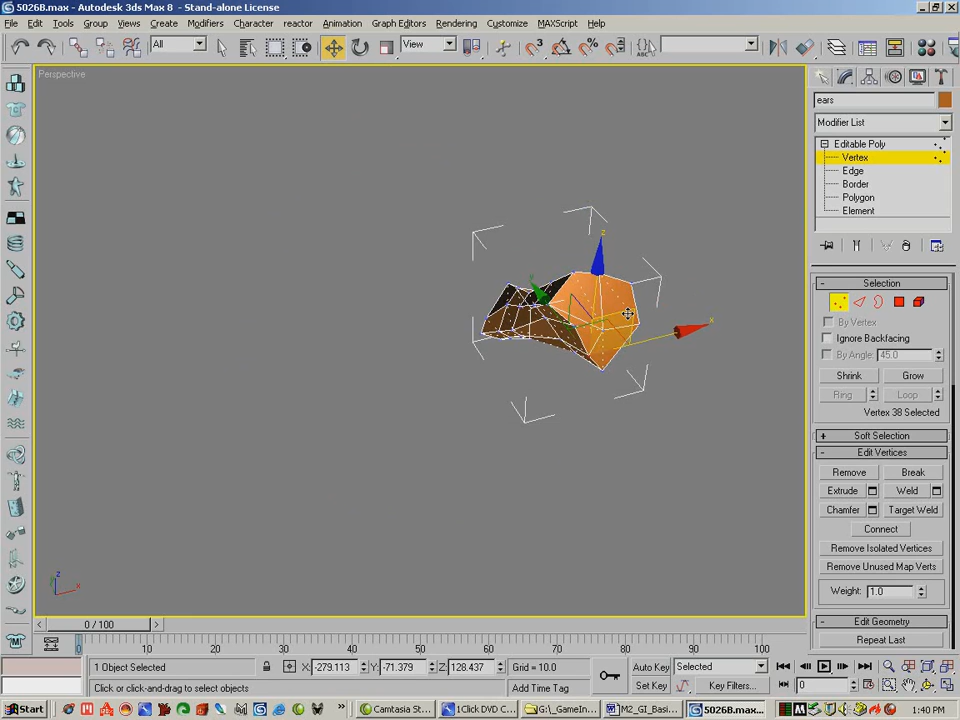 5026B.max - Autodesk 3ds Max 8 - Stand-alone License
File Edit Tools Group Views Create Modifiers Character reactor Animation Graph Editors Rendering Customize MAXScript Help
All
View
3
ABC
Perspective
ears
Modifier List
Editable Poly
Vertex
Edge
Border
Polygon
Element
Selection
By Vertex
Ignore Backfacing
By Angle: 45.0
Shrink Grow
Ring Loop
Vertex 38 Selected
Soft Selection
Edit Vertices
Remove Break
Extrude Weld
Chamfer Target Weld
Connect
Remove Isolated Vertices
Remove Unused Map Verts
Weight: 1.0
Edit Geometry
Repeat Last
z
x
z
x
0 / 100
0 10 20 30 40 50 60 70 80 90 100
1 Object Selected X: -279.113 Y: -71.379 Z: 128.437 Grid = 10.0 Auto Key Selected
Click or click-and-drag to select objects Add Time Tag Set Key Key Filters... 0
Start Camtasia St... 1Click DVD C... G:\_GameIn... M2_GI_Basi... 5026B.max... 1:40 PM